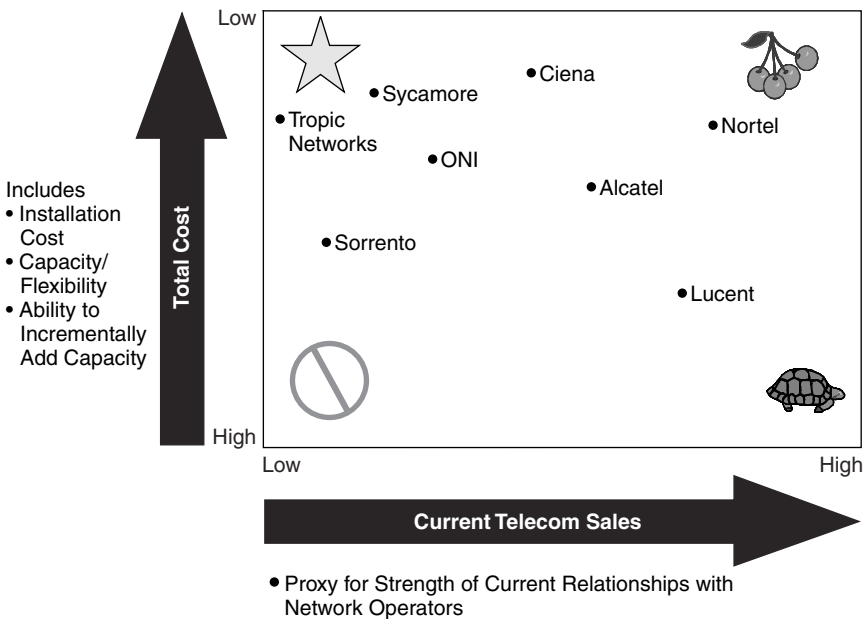 Low
Ciena
Sycamore
Tropic
Networks
Nortel
ONI
Alcatel
Includes
• Installation
Cost
• Capacity/
Flexibility
• Ability to
Incrementally
Add Capacity
Total Cost
Sorrento
Lucent
High
Low
High
Current Telecom Sales
• Proxy for Strength of Current Relationships with
Network Operators